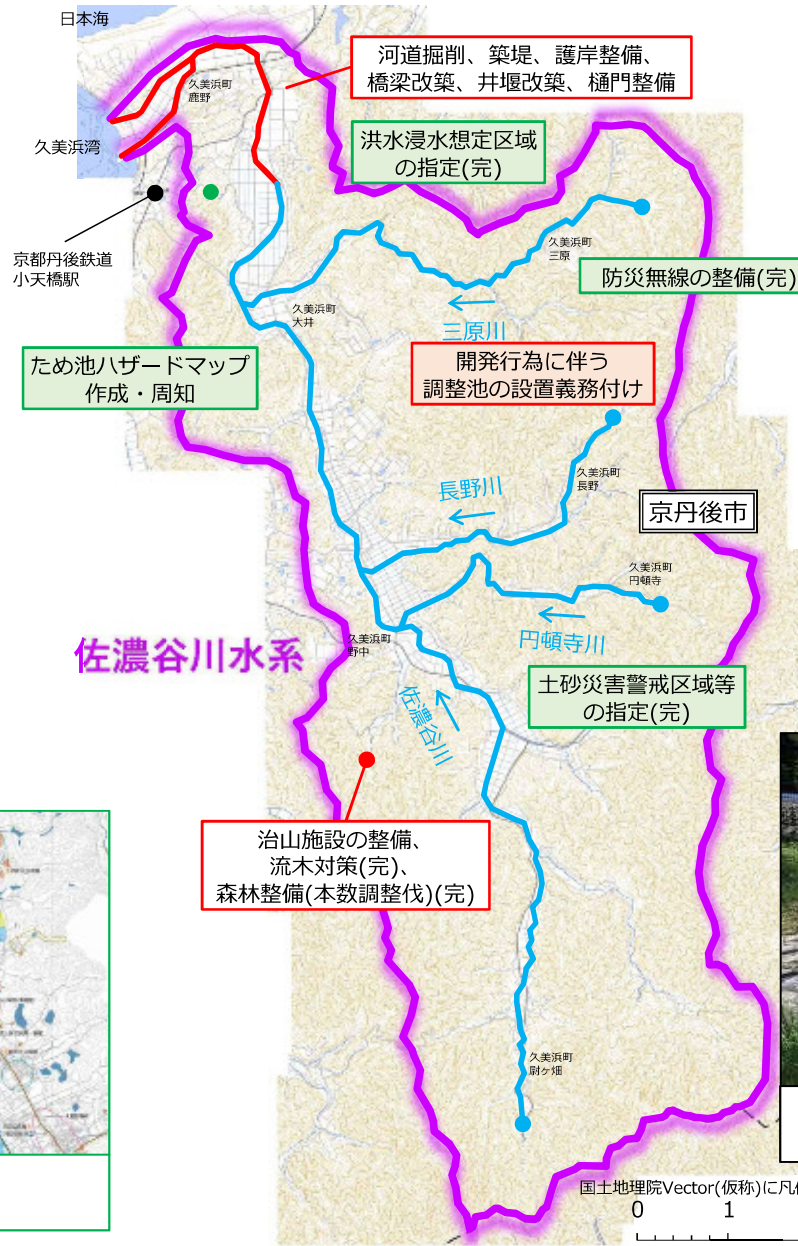 日本海
河道掘削、築堤、護岸整備、
橋梁改築、井堰改築、樋門整備
久美浜町
鹿野
久美浜湾
洪水浸水想定区域
の指定(完)
京都丹後鉄道
小天橋駅
久美浜町
三原
防災無線の整備(完)
久美浜町
大井
三原川
ため池ハザードマップ
作成・周知
開発行為に伴う
調整池の設置義務付け
久美浜町
長野
長野川
京丹後市
久美浜町
円頓寺
円頓寺川
久美浜町
野中
佐濃谷川水系
佐濃谷川
土砂災害警戒区域等
の指定(完)
治山施設の整備、
流木対策(完)、
森林整備(本数調整伐)(完)
久美浜町
尉ヶ畑
国土地理院Vector(仮称)に凡
0 1